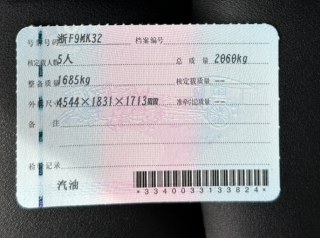 号牌号码 浙F9MK32 档案编号
核定载人数 5人 总质量 2060kg
整备质量 1685kg 核定载质量 --
外廓尺寸 4544×1831×1713mm 准牵引总质量 --
备注
检验记录
汽油 *3340033133824*